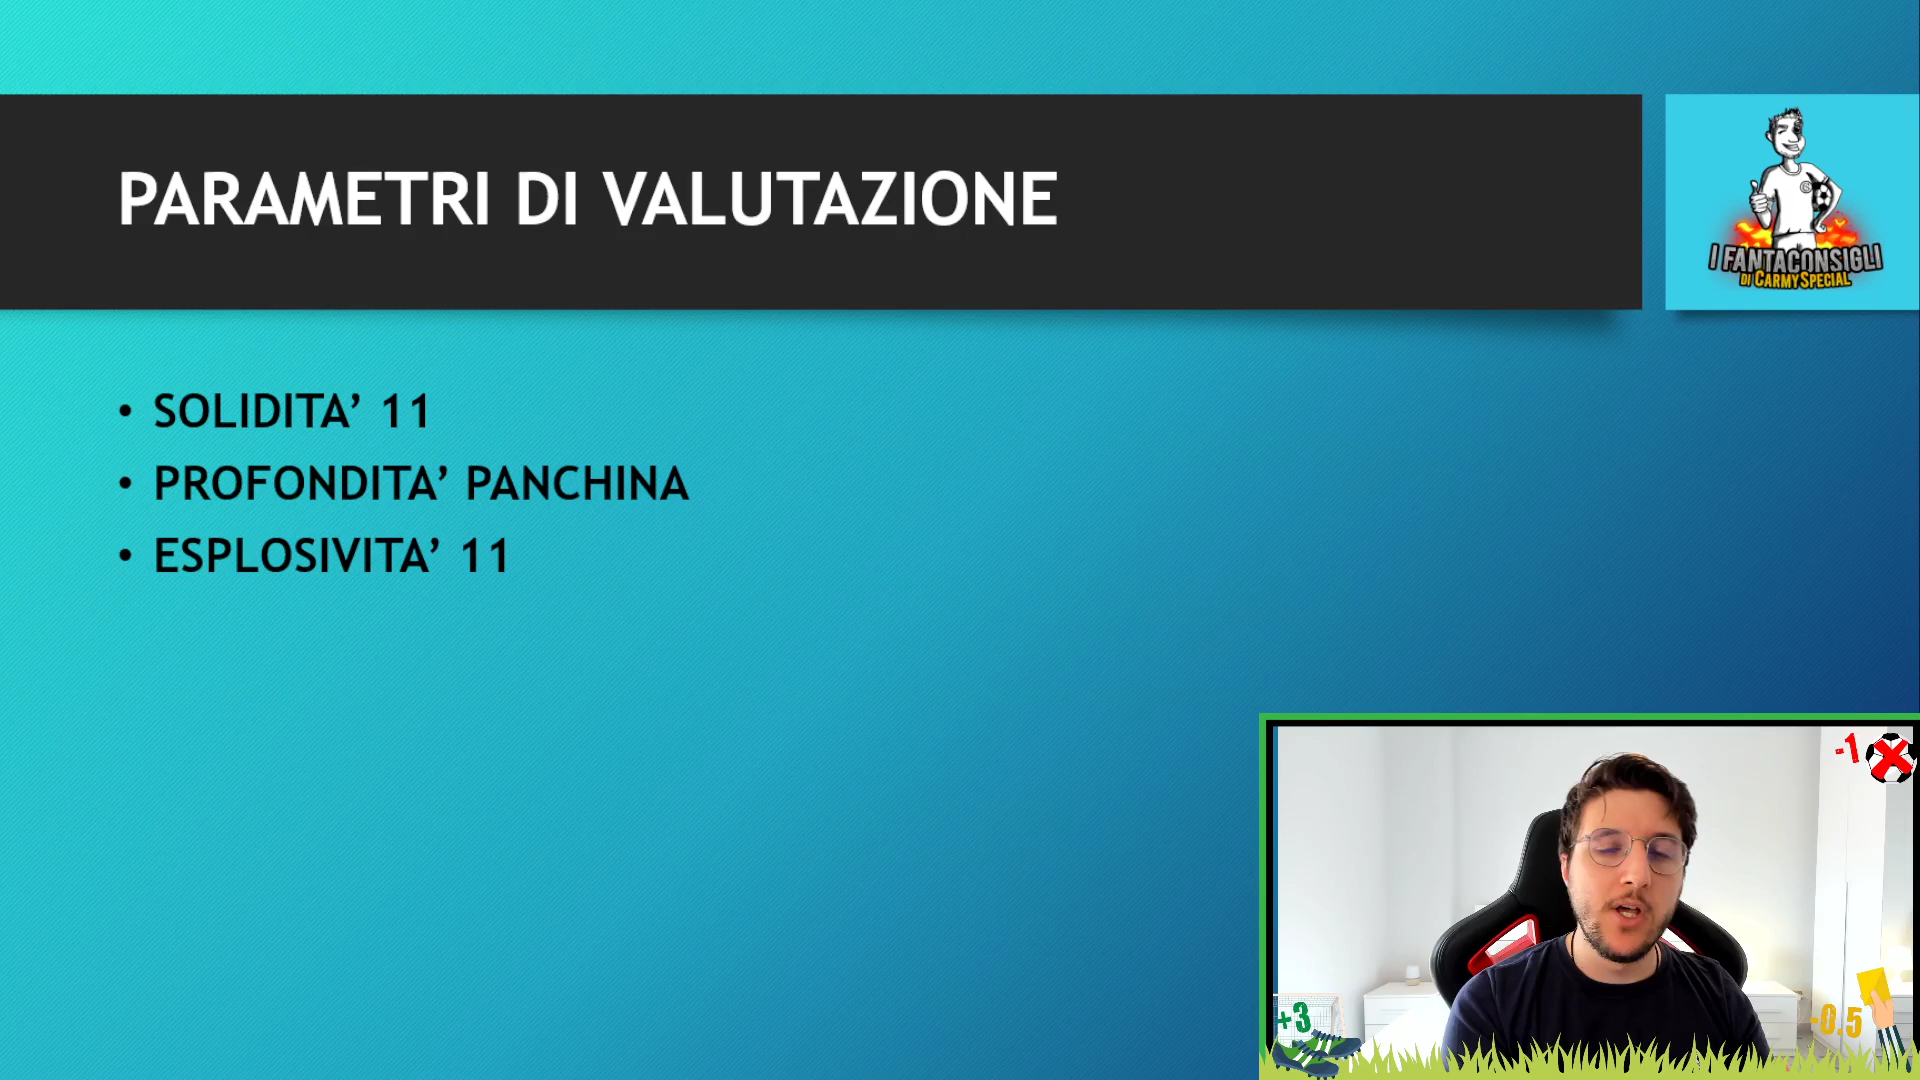 PARAMETRI DI VALUTAZIONE
I FANTACONSIGLI
DI CARMYSPECIAL
• SOLIDITA’ 11
• PROFONDITA’ PANCHINA
• ESPLOSIVITA’ 11
-1
+3
-0.5